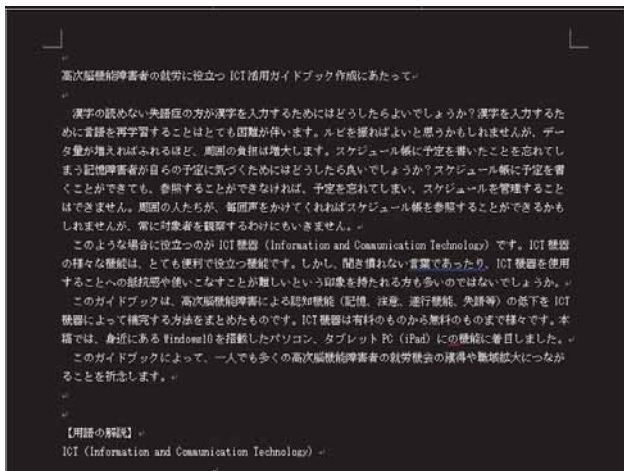 高次脳機能障害者の就労に役立つ ICT 活用ガイドブック作成にあたって
漢字の読めない失語症の方が漢字を入力するためにはどうしたらよいでしょうか？漢字を入力するた
めに言語を再学習することはとても困難が伴います。ルビを振ればよいと思うかもしれませんが、デー
タ量が増えればふれるほど、周囲の負担は増大します。スケジュール帳に予定を書いたことを忘れてし
まう記憶障害者が自らの予定に気づくためにはどうしたら良いでしょうか？スケジュール帳に予定を書
くことができても、参照することができなければ、予定を忘れてしまい、スケジュールを管理すること
はできません。周囲の人たちが、毎回声をかけてくれればスケジュール帳を参照することができるかも
しれませんが、常に対象者を観察するわけにもいきません。
このような場合に役立つのが ICT 機器（Information and Communication Technology）です。ICT 機器
の様々な機能は、とても便利で役立つ機能です。しかし、聞き慣れない言葉であったり、ICT 機器を使用
することへの抵抗感や使いこなすことが難しいという印象を持たれる方も多いのではないでしょうか。
このガイドブックは、高次脳機能障害による認知機能（記憶、注意、遂行機能、失語等）の低下を ICT
機器によって補完する方法をまとめたものです。ICT 機器は有料のものから無料のものまで様々です。本
稿では、身近にある Windows10 を搭載したパソコン、タブレット PC（iPad）にの機能に着目しました。
このガイドブックによって、一人でも多くの高次脳機能障害者の就労機会の獲得や職域拡大につなが
ることを祈念します。
【用語の解説】
ICT（Information and Communication Technology）